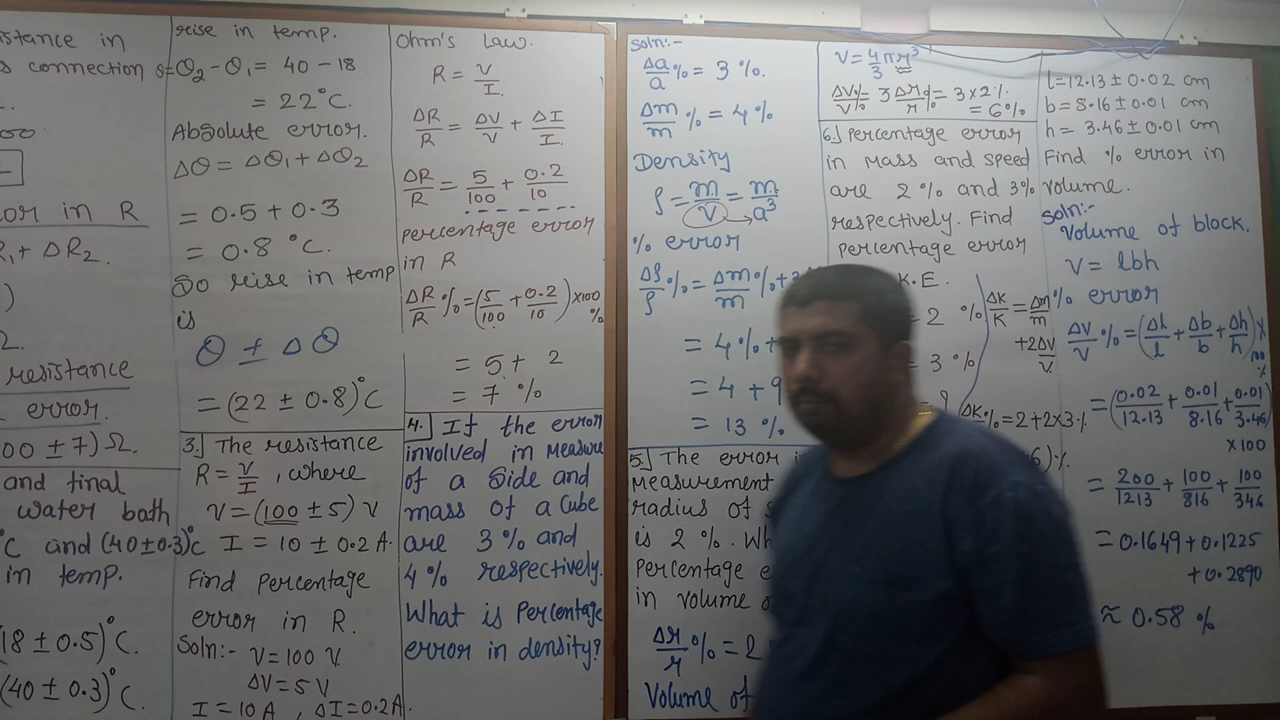 istance in
s connection s
00
or in R
R₁ + ΔR₂.
2.
resistance
error.
00 ± 7) Ω.
and final
water bath
°C and (40±0.3)°c
in temp.
(18 ± 0.5)°C.
(40 ± 0.3)°C.
rise in temp.
= θ₂ - θ₁ = 40 - 18
= 22°C.
Absolute error.
Δθ = Δθ₁ + Δθ₂
= 0.5 + 0.3
= 0.8 °C.
So rise in temp
is
θ ± Δθ
= (22 ± 0.8)°C
3.] The resistance
R = V/I, where
V = (100 ± 5) V
I = 10 ± 0.2 A.
Find Percentage
error in R.
Soln:- V = 100 V.
ΔV = 5 V
I = 10 A, ΔI = 0.2 A.
Ohm's Law.
R = V/I.
ΔR/R = ΔV/V + ΔI/I.
ΔR/R = 5/100 + 0.2/10
percentage error
in R
ΔR/R % = (5/100 + 0.2/10) × 100 %
= 5 + 2
= 7 %
4.] If the error
involved in measure
of a side and
mass of a Cube
are 3 % and
4 % respectively.
What is Percentage
error in density?
Soln:-
Δa/a % = 3 %.
Δm/m % = 4 %
Density
ρ = m/V = m/a³
% error
Δρ/ρ % = Δm/m % +
= 4 % +
= 4 + 9
= 13 %
5.] The error
Measurement
radius of
is 2 %.
percentage
in volume
Δr/r % = 2
Volume of
V = 4/3 πr³
ΔV/V % = 3 Δr/r % = 3 × 2 %
= 6 %
6.] Percentage error
in Mass and speed
are 2 % and 3 %
respectively. Find
percentage error
K.E.
= 2 %
= 3 %
ΔK/K = Δm/m
+ 2ΔV/V
ΔK % = 2 + 2 × 3 %
6) %
l = 12.13 ± 0.02 cm
b = 8.16 ± 0.01 cm
h = 3.46 ± 0.01 cm
Find % error in
volume.
Soln:-
Volume of block.
V = lbh
% error
ΔV/V % = (Δl/l + Δb/b + Δh/h) × 100 %
= (0.02/12.13 + 0.01/8.16 + 0.01/3.46)
× 100
= 200/1213 + 100/816 + 100/346
= 0.1649 + 0.1225
+ 0.2890
≈ 0.58 %